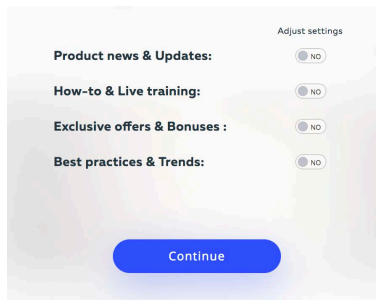 Adjust settings
Product news & Updates: NO
How-to & Live training: NO
Exclusive offers & Bonuses : NO
Best practices & Trends: NO
Continue